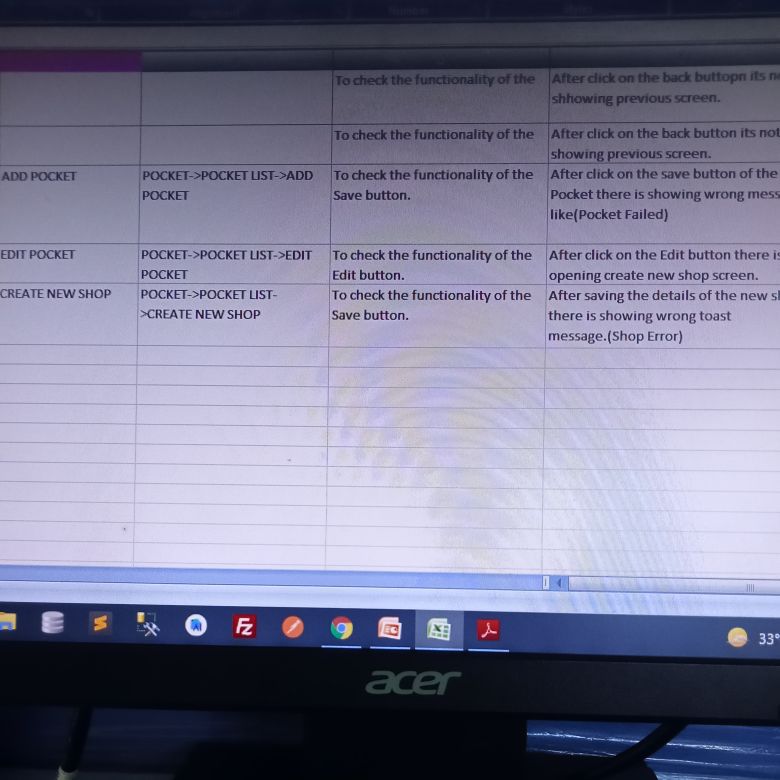 To check the functionality of the
After click on the back buttopn its
shhowing previous screen.
To check the functionality of the
After click on the back button its not
showing previous screen.
ADD POCKET
POCKET->POCKET LIST->ADD
POCKET
To check the functionality of the
Save button.
After click on the save button of the
Pocket there is showing wrong mess
like(Pocket Failed)
EDIT POCKET
POCKET->POCKET LIST->EDIT
POCKET
To check the functionality of the
Edit button.
After click on the Edit button there is
opening create new shop screen.
CREATE NEW SHOP
POCKET->POCKET LIST-
>CREATE NEW SHOP
To check the functionality of the
Save button.
After saving the details of the new
there is showing wrong toast
message.(Shop Error)
Fz
33°
acer